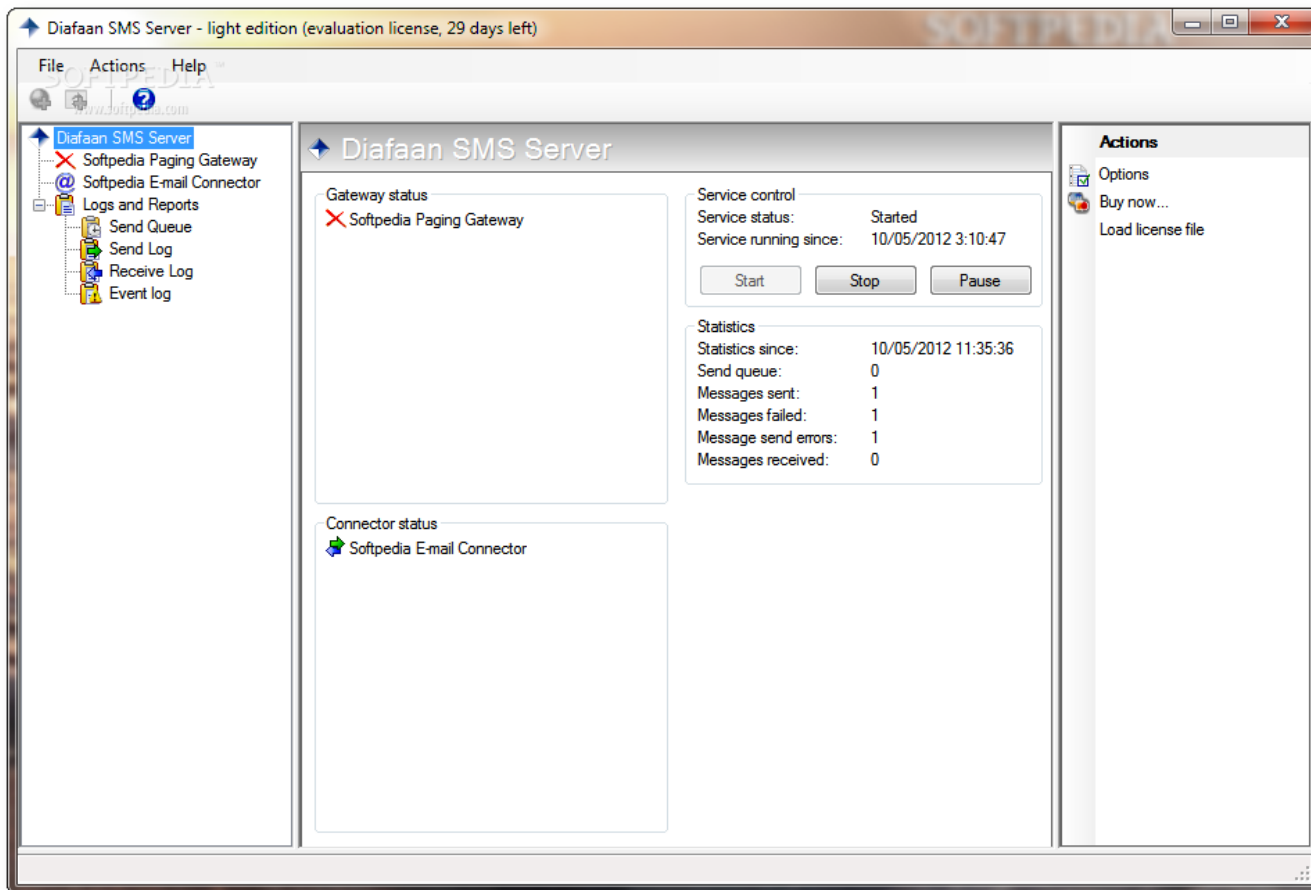 Diafaan SMS Server - light edition (evaluation license, 29 days left)
SOFTPEDIA
File Actions Help
SOFTPEDIA
www.softpedia.com
Diafaan SMS Server
Softpedia Paging Gateway
Softpedia E-mail Connector
Logs and Reports
Send Queue
Send Log
Receive Log
Event log
Diafaan SMS Server
Gateway status
Softpedia Paging Gateway
Connector status
Softpedia E-mail Connector
Service control
Service status: Started
Service running since: 10/05/2012 3:10:47
Start Stop Pause
Statistics
Statistics since: 10/05/2012 11:35:36
Send queue: 0
Messages sent: 1
Messages failed: 1
Message send errors: 1
Messages received: 0
Actions
Options
Buy now...
Load license file